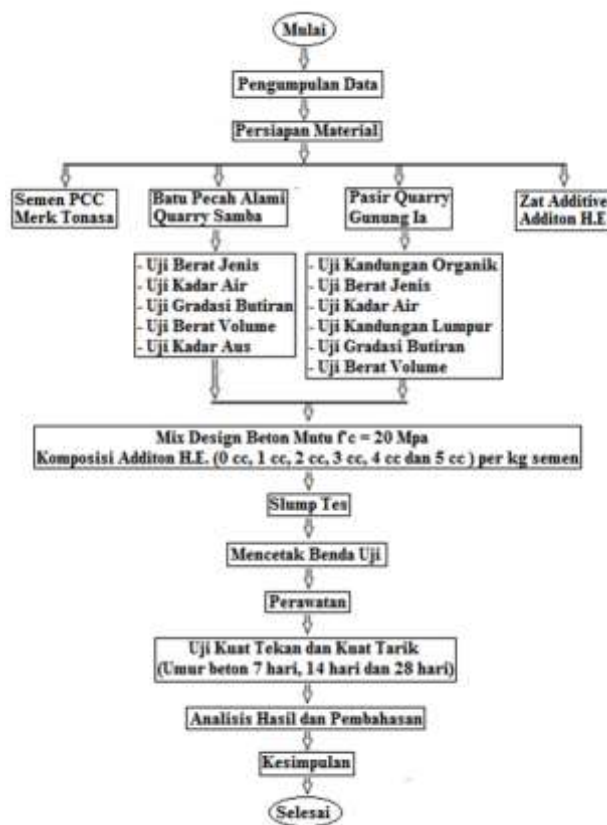 Mulai
Pengumpulan Data
Persiapan Material
Semen PCC
Merk Tonasa
Batu Pecah Alami
Quarry Samba
Pasir Quarry
Gunung Ia
Zat Additive
Additon H.E.
- Uji Berat Jenis
- Uji Kadar Air
- Uji Gradasi Butiran
- Uji Berat Volume
- Uji Kadar Aus
- Uji Kandungan Organik
- Uji Berat Jenis
- Uji Kadar Air
- Uji Kandungan Lumpur
- Uji Gradasi Butiran
- Uji Berat Volume
Mix Design Beton Mutu f'c = 20 Mpa
Komposisi Additon H.E. (0 cc, 1 cc, 2 cc, 3 cc, 4 cc dan 5 cc ) per kg semen
Slump Tes
Mencetak Benda Uji
Perawatan
Uji Kuat Tekan dan Kuat Tarik
(Umur beton 7 hari, 14 hari dan 28 hari)
Analisis Hasil dan Pembahasan
Kesimpulan
Selesai